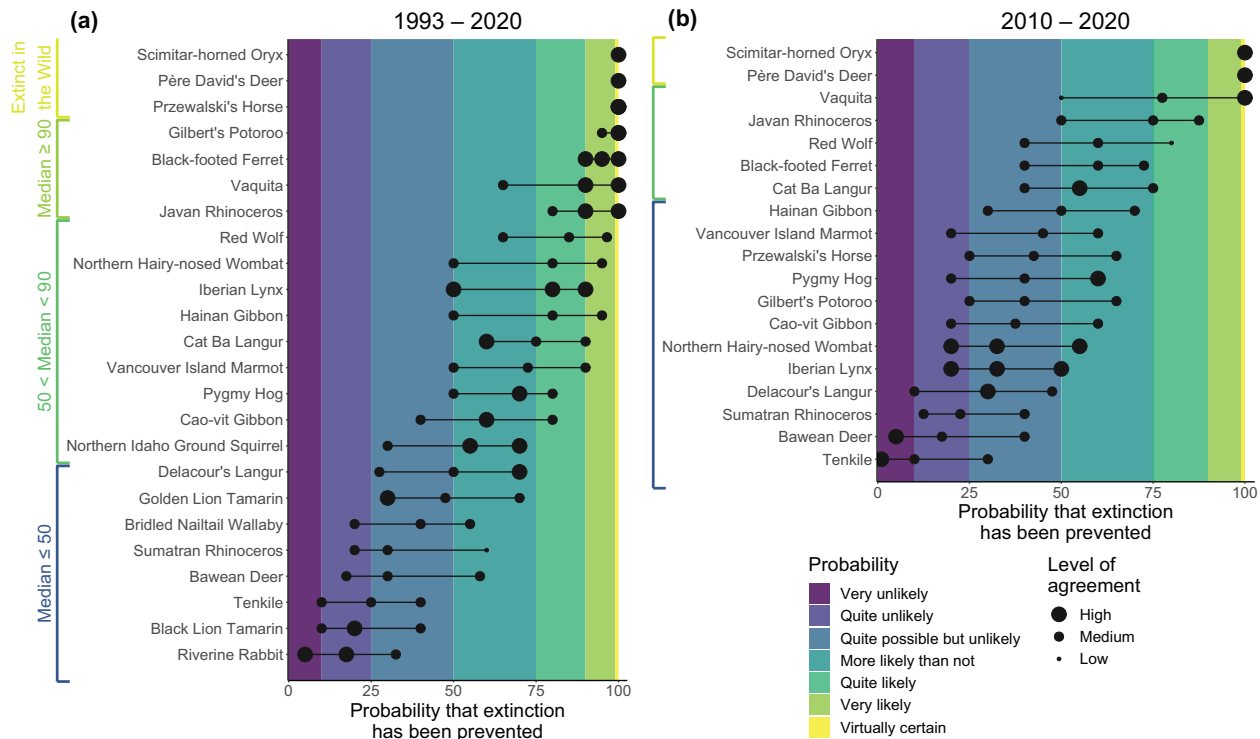 (a)
1993 – 2020
Extinct in
the Wild
Median ≥ 90
50 < Median < 90
Median ≤ 50
Scimitar-horned Oryx
Père David's Deer
Przewalski's Horse
Gilbert's Potoroo
Black-footed Ferret
Vaquita
Javan Rhinoceros
Red Wolf
Northern Hairy-nosed Wombat
Iberian Lynx
Hainan Gibbon
Cat Ba Langur
Vancouver Island Marmot
Pygmy Hog
Cao-vit Gibbon
Northern Idaho Ground Squirrel
Delacour's Langur
Golden Lion Tamarin
Bridled Nailtail Wallaby
Sumatran Rhinoceros
Bawean Deer
Tenkile
Black Lion Tamarin
Riverine Rabbit
0 25 50 75 100
Probability that extinction
has been prevented
(b)
2010 – 2020
Scimitar-horned Oryx
Père David's Deer
Vaquita
Javan Rhinoceros
Red Wolf
Black-footed Ferret
Cat Ba Langur
Hainan Gibbon
Vancouver Island Marmot
Przewalski's Horse
Pygmy Hog
Gilbert's Potoroo
Cao-vit Gibbon
Northern Hairy-nosed Wombat
Iberian Lynx
Delacour's Langur
Sumatran Rhinoceros
Bawean Deer
Tenkile
0 25 50 75 100
Probability that extinction
has been prevented
Probability
Very unlikely
Quite unlikely
Quite possible but unlikely
More likely than not
Quite likely
Very likely
Virtually certain
Level of
agreement
High
Medium
Low